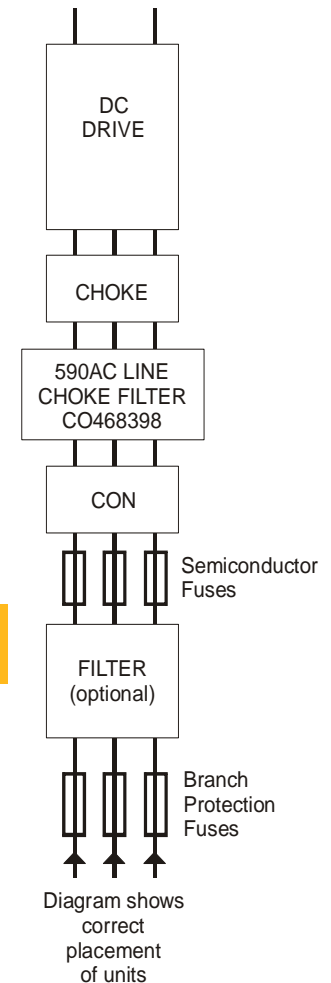 DC
DRIVE
CHOKE
590AC LINE
CHOKE FILTER
CO468398
CON
Semiconductor
Fuses
FILTER
(optional)
Branch
Protection
Fuses
Diagram shows
correct
placement
of units